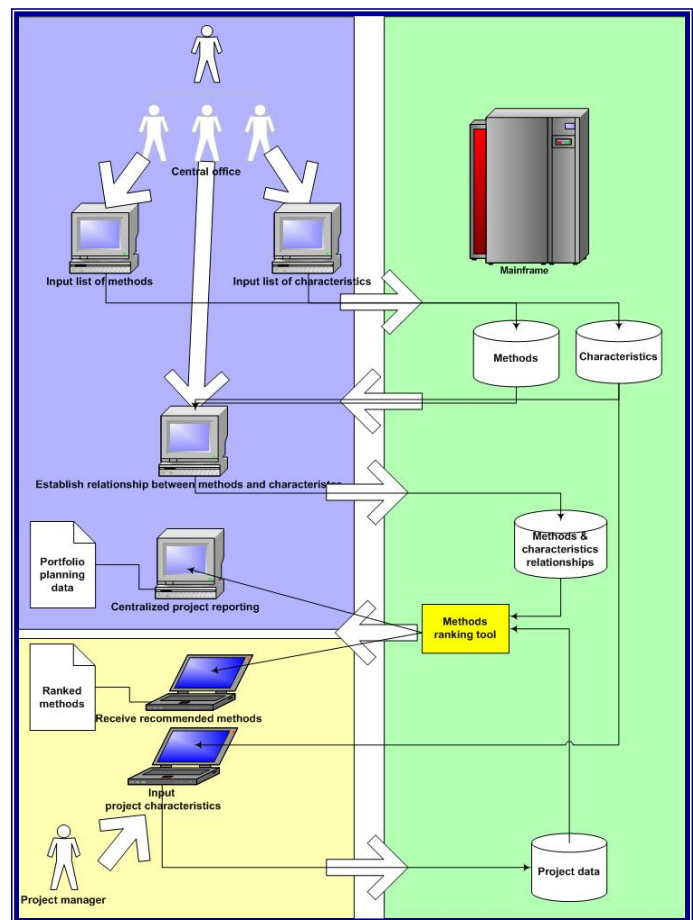 Central office
Input list of methods
Input list of characteristics
Mainframe
Methods
Characteristics
Establish relationship between methods and characteristcs
Methods &
characteristics
relationships
Portfolio
planning
data
Centralized project reporting
Methods
ranking tool
Ranked
methods
Receive recommended methods
Input
project characteristics
Project manager
Project data